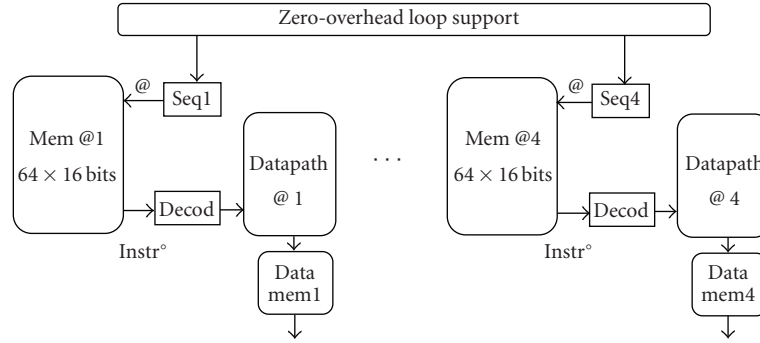 Zero-overhead loop support
@
Seq1
Mem @1
64 × 16 bits
Decod
Instr°
Datapath
@ 1
Data
mem1
· · ·
@
Seq4
Mem @4
64 × 16 bits
Decod
Instr°
Datapath
@ 4
Data
mem4